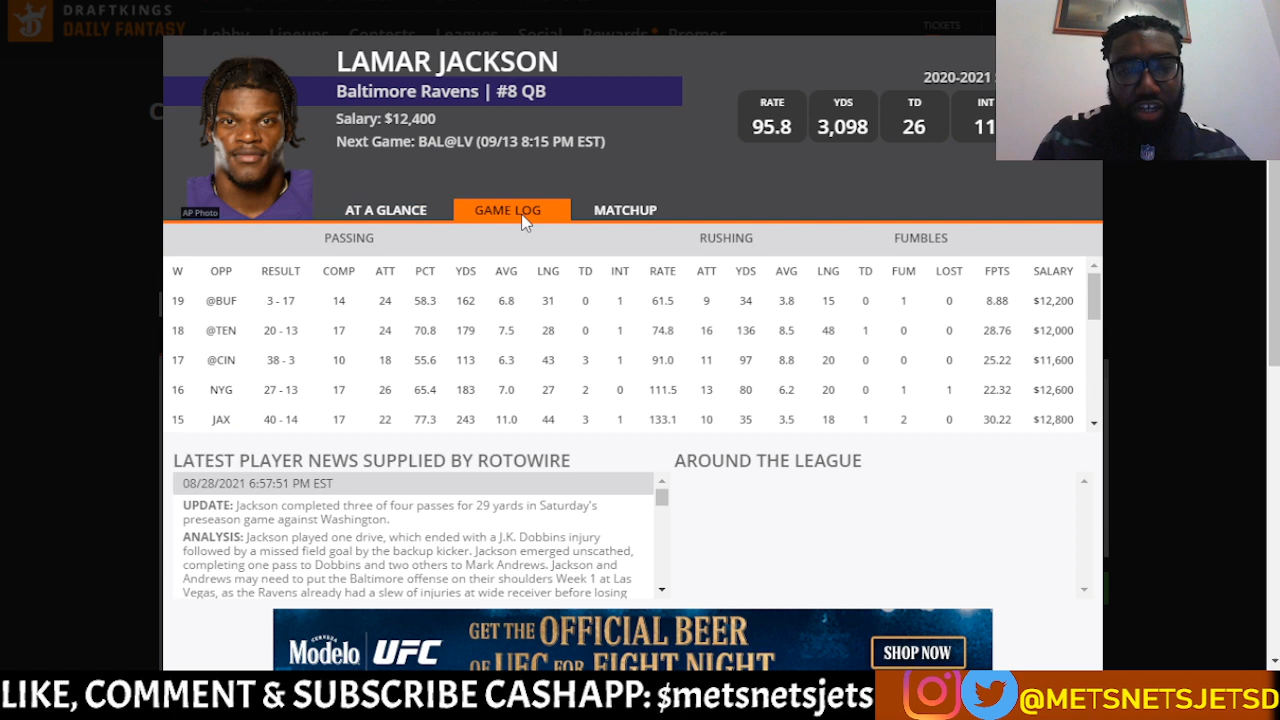 DRAFTKINGS
DAILY FANTASY
Lobby Lineups Contests Leagues Social Rewards Promos
TICKETS
LAMAR JACKSON
Baltimore Ravens | #8 QB
Salary: $12,400
Next Game: BAL@LV (09/13 8:15 PM EST)
2020-2021
RATE YDS TD INT
95.8 3,098 26 11
AP Photo
AT A GLANCE GAME LOG MATCHUP
PASSING RUSHING FUMBLES
W OPP RESULT COMP ATT PCT YDS AVG LNG TD INT RATE ATT YDS AVG LNG TD FUM LOST FPTS SALARY
19 @BUF 3 - 17 14 24 58.3 162 6.8 31 0 1 61.5 9 34 3.8 15 0 1 0 8.88 $12,200
18 @TEN 20 - 13 17 24 70.8 179 7.5 28 0 1 74.8 16 136 8.5 48 1 0 0 28.76 $12,000
17 @CIN 38 - 3 10 18 55.6 113 6.3 43 3 1 91.0 11 97 8.8 20 0 0 0 25.22 $11,600
16 NYG 27 - 13 17 26 65.4 183 7.0 27 2 0 111.5 13 80 6.2 20 0 1 1 22.32 $12,600
15 JAX 40 - 14 17 22 77.3 243 11.0 44 3 1 133.1 10 35 3.5 18 1 2 0 30.22 $12,800
LATEST PLAYER NEWS SUPPLIED BY ROTOWIRE
AROUND THE LEAGUE
08/28/2021 6:57:51 PM EST
UPDATE: Jackson completed three of four passes for 29 yards in Saturday's
preseason game against Washington.
ANALYSIS: Jackson played one drive, which ended with a J.K. Dobbins injury
followed by a missed field goal by the backup kicker. Jackson emerged unscathed,
completing one pass to Dobbins and two others to Mark Andrews. Jackson and
Andrews may need to put the Baltimore offense on their shoulders Week 1 at Las
Vegas, as the Ravens already had a slew of injuries at wide receiver before losing
CERVEZA
Modelo UFC
GET THE OFFICIAL BEER
OF UFC FOR FIGHT NIGHT
SHOP NOW
LIKE, COMMENT & SUBSCRIBE CASHAPP: $metsnetsjets
@METSNETSJETSD